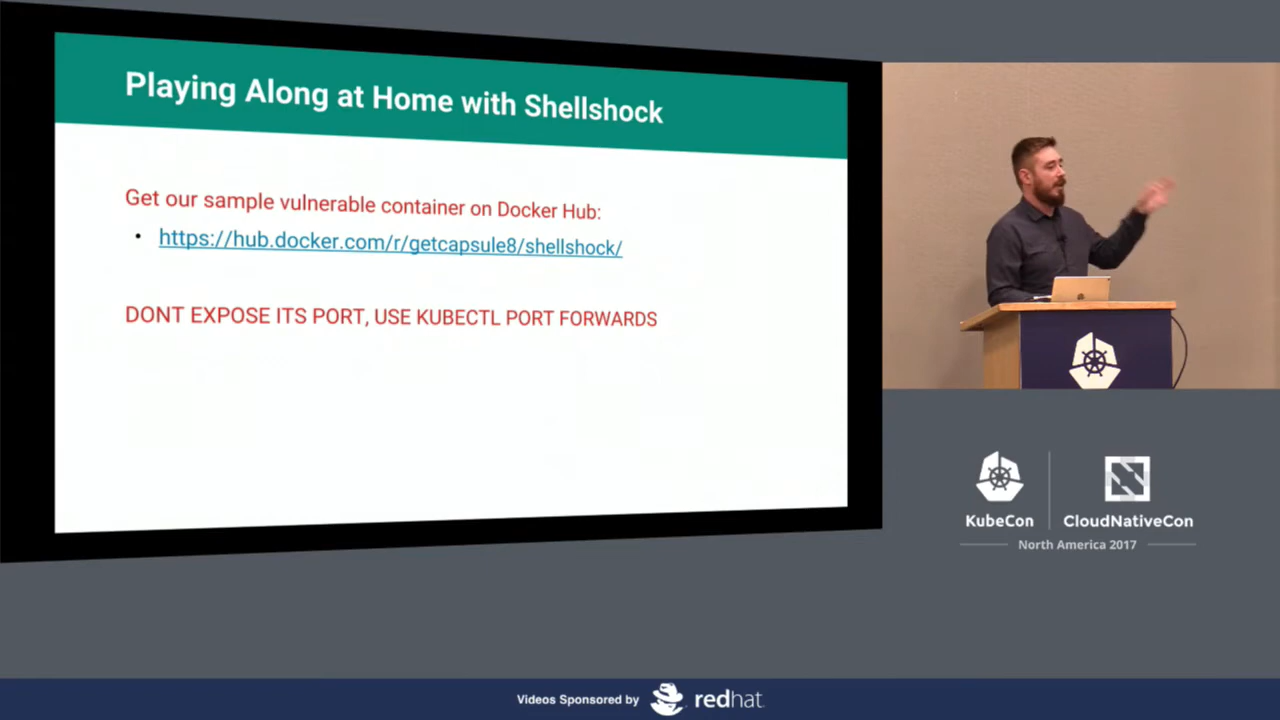 Playing Along at Home with Shellshock
Get our sample vulnerable container on Docker Hub:
• https://hub.docker.com/r/getcapsule8/shellshock/
DONT EXPOSE ITS PORT, USE KUBECTL PORT FORWARDS
KubeCon
CloudNativeCon
North America 2017
Videos Sponsored by
redhat